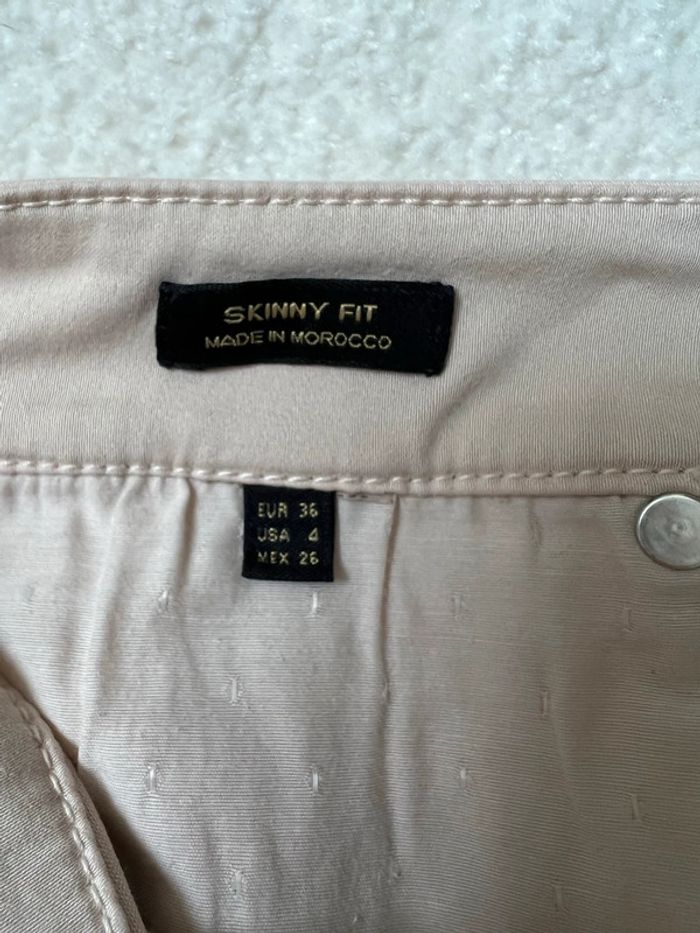 SKINNY FIT
MADE IN MOROCCO
EUR 36
USA 4
MEX 26